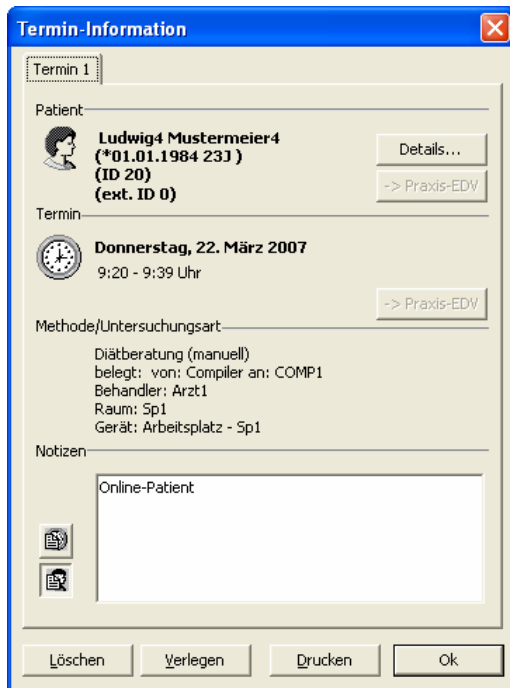 Termin-Information
Termin 1
Patient
Ludwig4 Mustermeier4
(*01.01.1984 23J )
(ID 20)
(ext. ID 0)
Details...
-> Praxis-EDV
Termin
Donnerstag, 22. März 2007
9:20 - 9:39 Uhr
-> Praxis-EDV
Methode/Untersuchungsart
Diätberatung (manuell)
belegt: von: Compiler an: COMP1
Behandler: Arzt1
Raum: Sp1
Gerät: Arbeitsplatz - Sp1
Notizen
Online-Patient
Löschen
Verlegen
Drucken
Ok